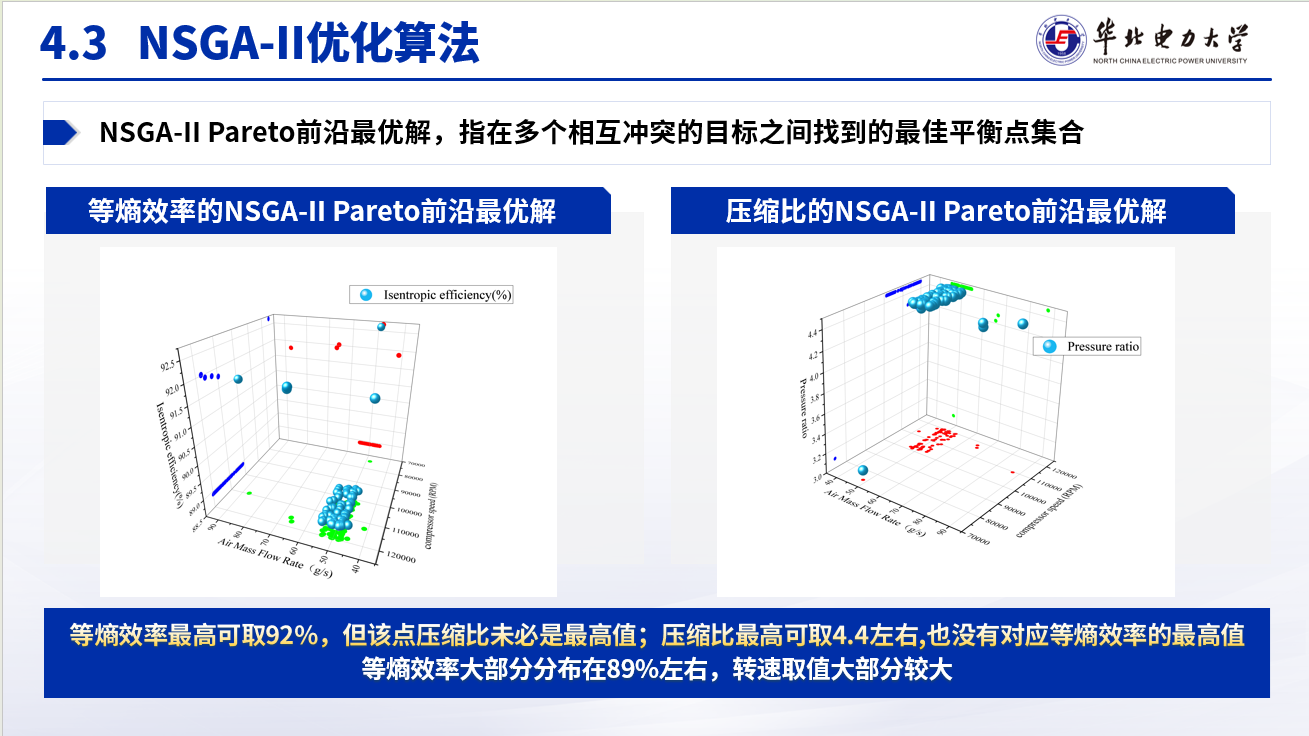 4.3 NSGA-II优化算法
华北电力大学
NORTH CHINA ELECTRIC POWER UNIVERSITY
NSGA-II Pareto前沿最优解，指在多个相互冲突的目标之间找到的最佳平衡点集合
等熵效率的NSGA-II Pareto前沿最优解
压缩比的NSGA-II Pareto前沿最优解
Isentropic efficiency(%)
92.5
92.0
91.5
91.0
90.5
90.0
89.5
89.0
88.5
Isentropic efficiency(%)
90
80
70
60
50
40
Air Mass Flow Rate（g/s)
70000
80000
90000
100000
110000
120000
compressor speed (RPM)
Pressure ratio
4.4
4.2
4.0
3.8
3.6
3.4
3.2
3.0
Pressure ratio
40
50
60
70
80
90
Air Mass Flow Rate（g/s)
120000
110000
100000
90000
80000
70000
compressor speed (RPM)
等熵效率最高可取92%，但该点压缩比未必是最高值；压缩比最高可取4.4左右,也没有对应等熵效率的最高值
等熵效率大部分分布在89%左右，转速取值大部分较大